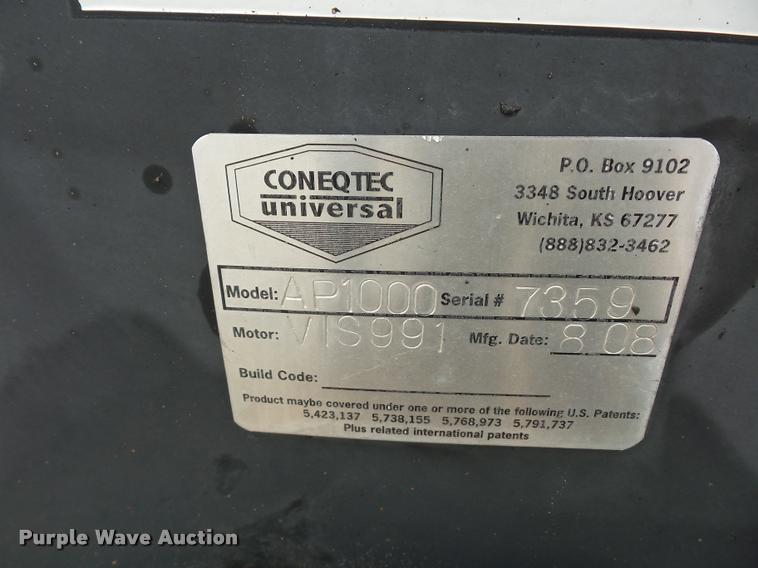 CONEQTEC
universal
P.O. Box 9102
3348 South Hoover
Wichita, KS 67277
(888)832-3462
Model: AP1000 Serial # 7359
Motor: VIS991 Mfg. Date: 8 08
Build Code:
Product maybe covered under one or more of the following U.S. Patents:
5,423,137 5,738,155 5,768,973 5,791,737
Plus related international patents
Purple Wave Auction